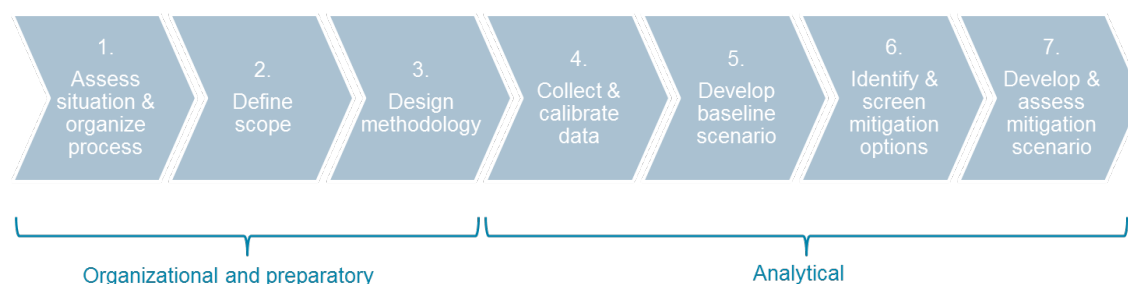 1.
Assess
situation &
organize
process
2.
Define
scope
3.
Design
methodology
4.
Collect &
calibrate
data
5.
Develop
baseline
scenario
6.
Identify &
screen
mitigation
options
7.
Develop &
assess
mitigation
scenario
Organizational and preparatory
Analytical